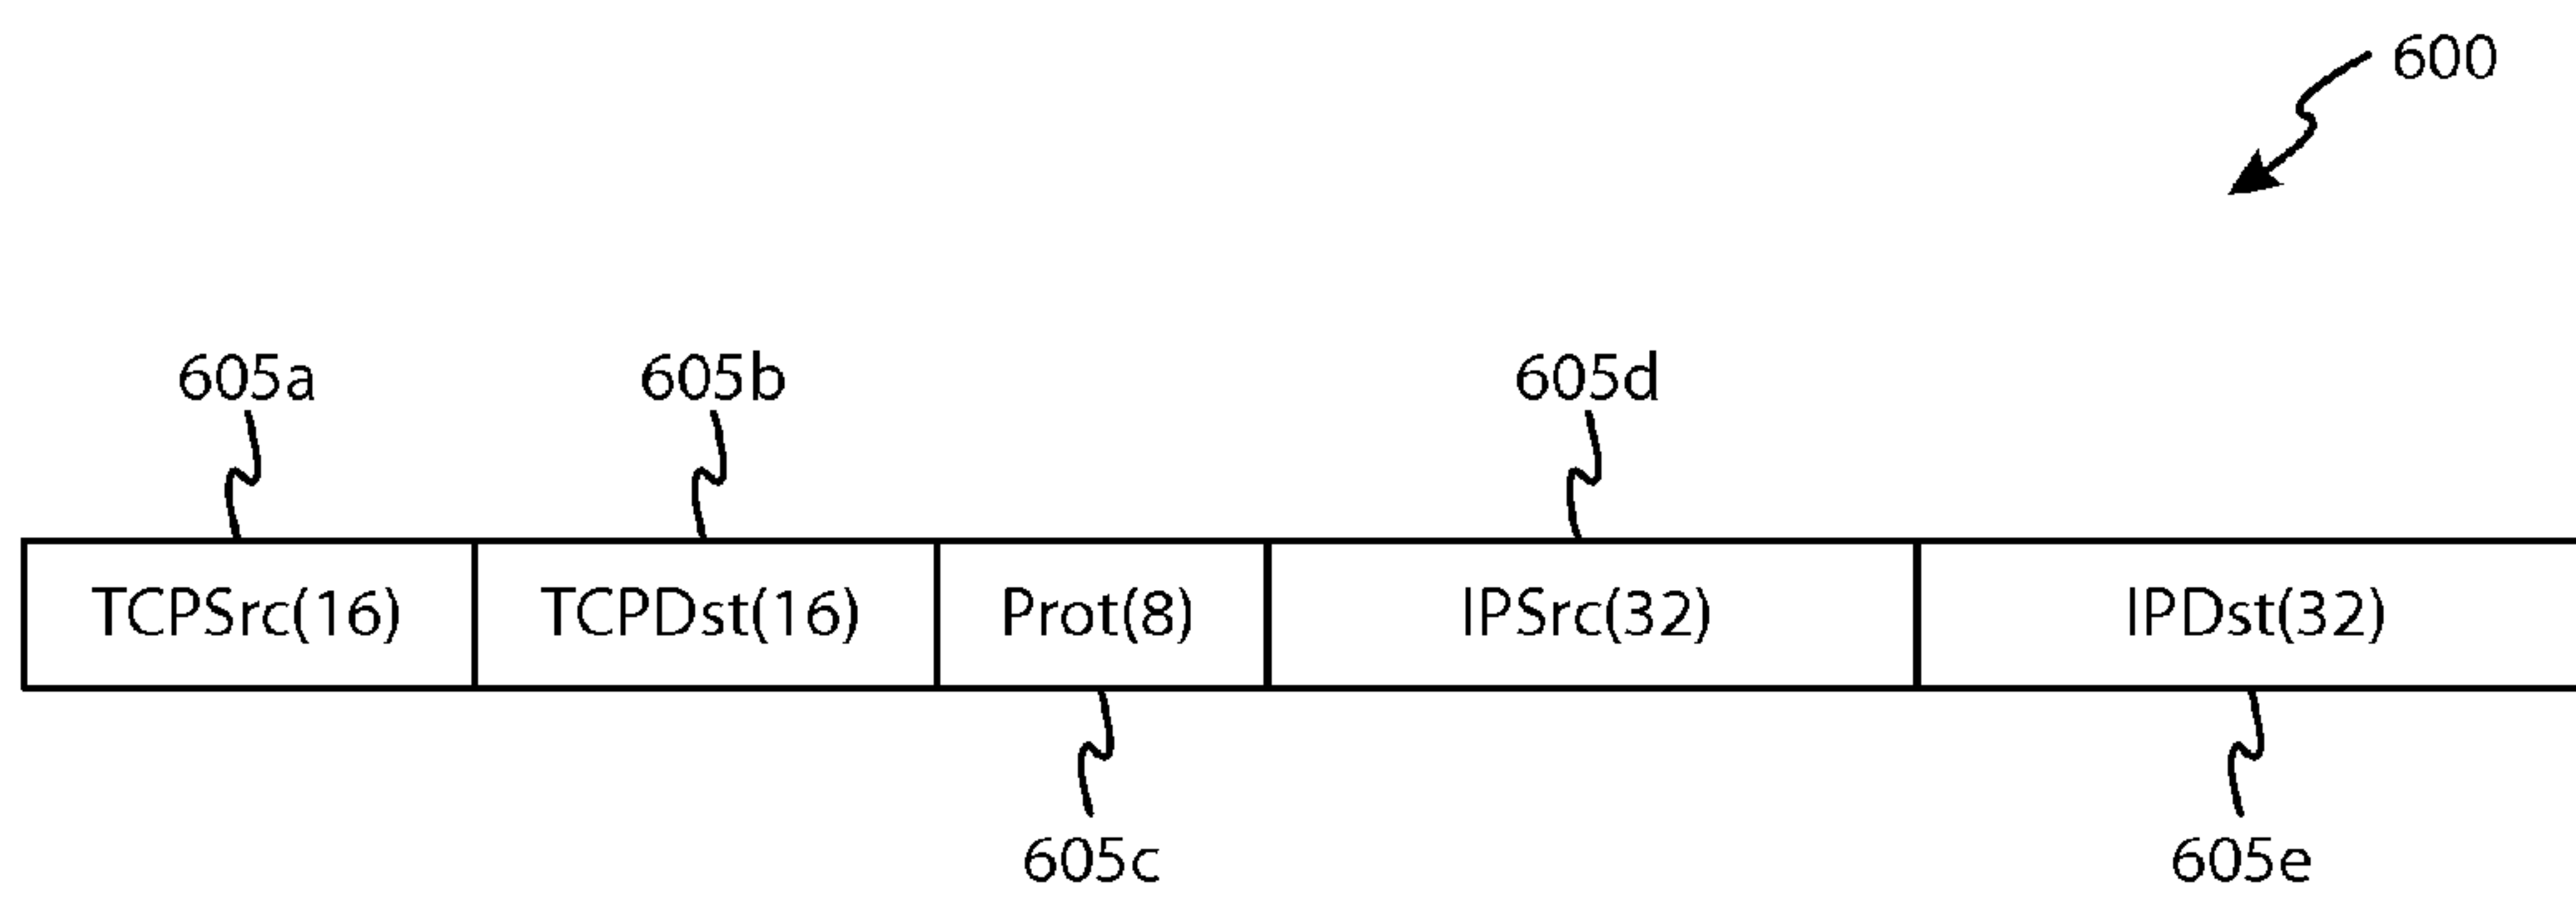 600
605a 605b 605d
TCPSrc(16) TCPDst(16) Prot(8) IPSrc(32) IPDst(32)
605c 605e